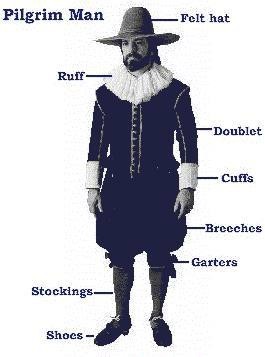 Pilgrim Man
Felt hat
Ruff
Doublet
Cuffs
Breeches
Garters
Stockings
Shoes